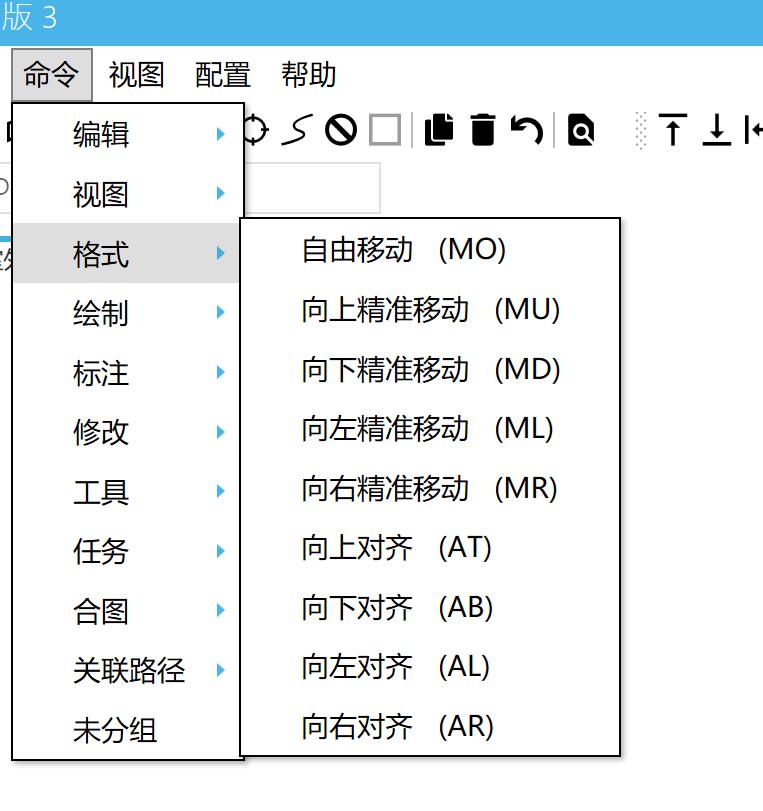 版 3
命令 视图 配置 帮助
编辑
视图
格式
绘制
标注
修改
工具
任务
合图
关联路径
未分组
自由移动 (MO)
向上精准移动 (MU)
向下精准移动 (MD)
向左精准移动 (ML)
向右精准移动 (MR)
向上对齐 (AT)
向下对齐 (AB)
向左对齐 (AL)
向右对齐 (AR)